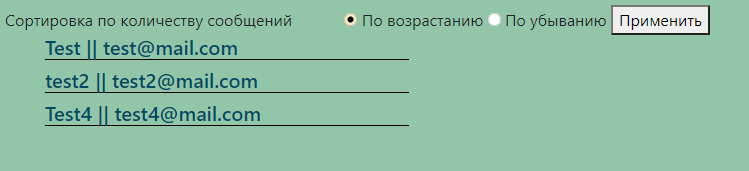 Сортировка по количеству сообщений По возрастанию По убыванию Применить
Test || test@mail.com
test2 || test2@mail.com
Test4 || test4@mail.com